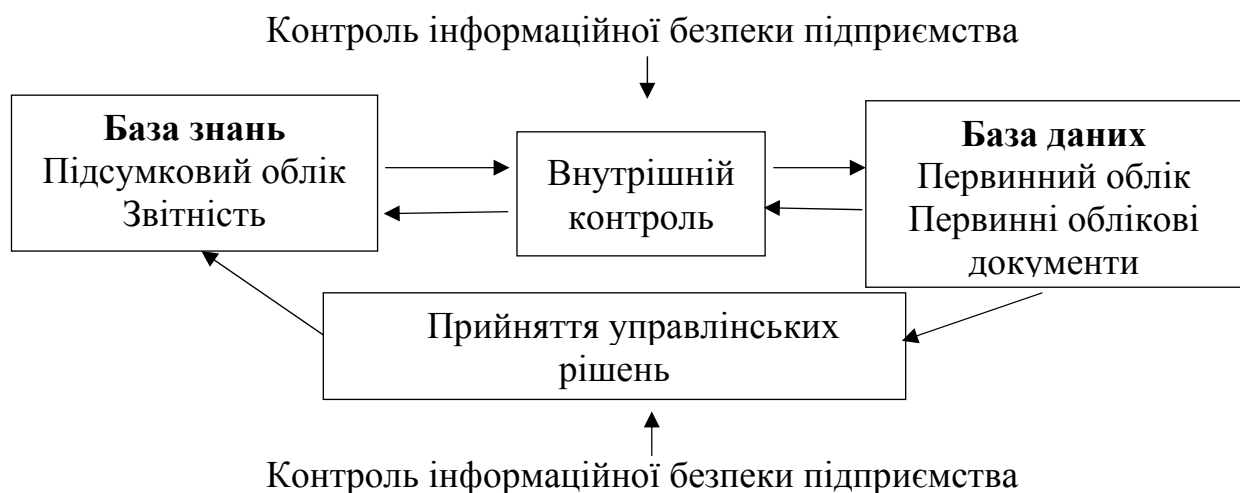 Контроль інформаційної безпеки підприємства
База знань
Підсумковий облік
Звітність
Внутрішній
контроль
База даних
Первинний облік
Первинні облікові
документи
Прийняття управлінських
рішень
Контроль інформаційної безпеки підприємства